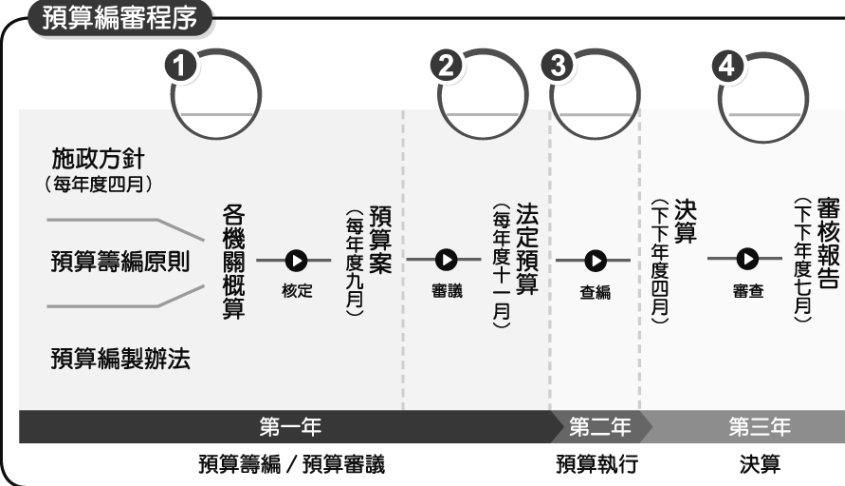 預算編審程序
1
2
3
4
施政方針
（每年度四月）
預算籌編原則
預算編製辦法
各機關概算
核定
預算案
（每年度九月）
審議
法定預算
（每年度十一月）
查編
決算
（下下年度四月）
審查
審核報告
（下下年度七月）
第一年
第二年
第三年
預算籌編 / 預算審議
預算執行
決算